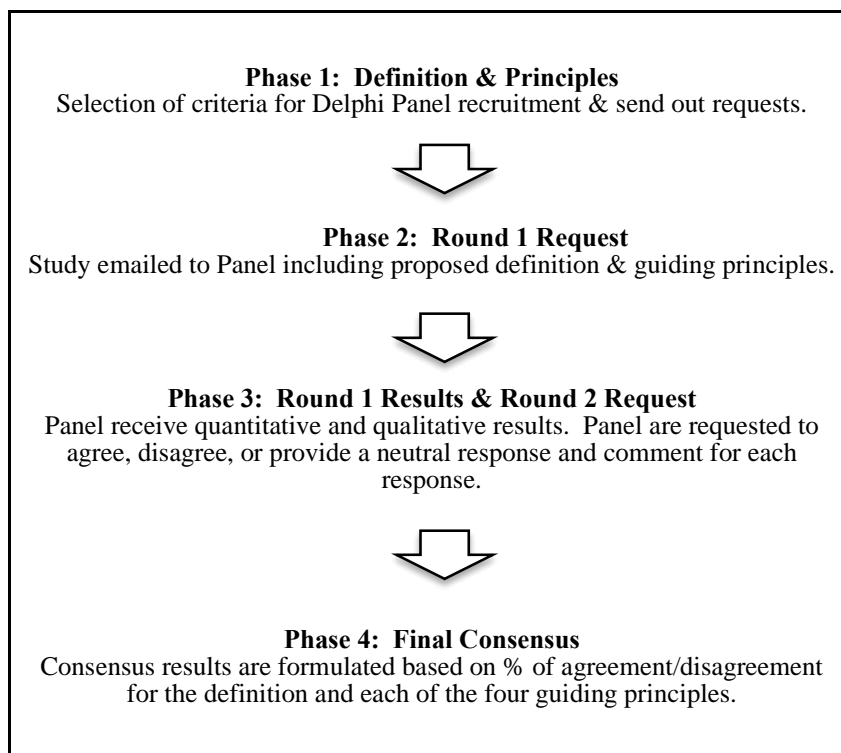 Phase 1:  Definition & Principles
Selection of criteria for Delphi Panel recruitment & send out requests.
Phase 2:  Round 1 Request
Study emailed to Panel including proposed definition & guiding principles.
Phase 3:  Round 1 Results & Round 2 Request
Panel receive quantitative and qualitative results.  Panel are requested to
agree, disagree, or provide a neutral response and comment for each
response.
Phase 4:  Final Consensus
Consensus results are formulated based on % of agreement/disagreement
for the definition and each of the four guiding principles.